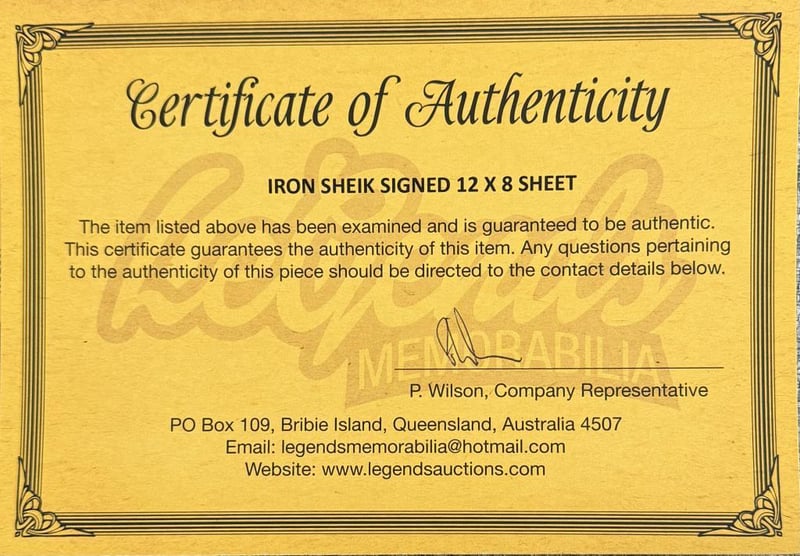 Certificate of Authenticity
IRON SHEIK SIGNED 12 X 8 SHEET
The item listed above has been examined and is guaranteed to be authentic.
This certificate guarantees the authenticity of this item. Any questions pertaining
to the authenticity of this piece should be directed to the contact details below.
Legends
MEMORABILIA
P. Wilson, Company Representative
PO Box 109, Bribie Island, Queensland, Australia 4507
Email: legendsmemorabilia@hotmail.com
Website: www.legendsauctions.com